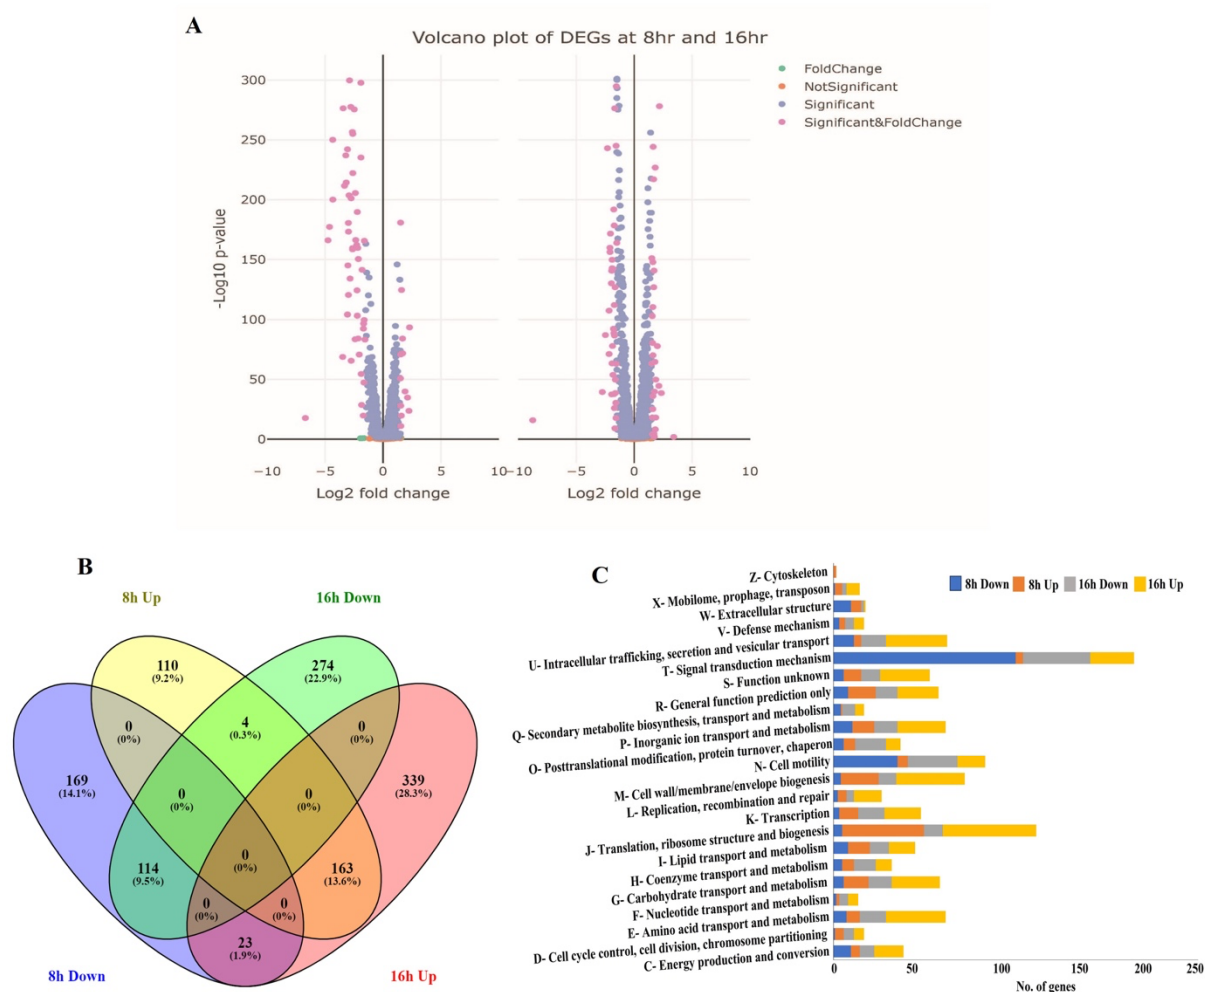 A
Volcano plot of DEGs at 8hr and 16hr
FoldChange
NotSignificant
Significant
Significant&FoldChange
-Log10 p-value
300
250
200
150
100
50
0
−10 −5 0 5 10
−10 −5 0 5 10
Log2 fold change Log2 fold change
B
8h Up 16h Down
110
(9.2%)
274
(22.9%)
0
(0%)
4
(0.3%)
0
(0%)
169
(14.1%)
339
(28.3%)
0
(0%)
0
(0%)
0
(0%)
114
(9.5%)
163
(13.6%)
0
(0%)
0
(0%)
23
(1.9%)
8h Down 16h Up
C
8h Down 8h Up 16h Down 16h Up
Z- Cytoskeleton
X- Mobilome, prophage, transposon
W- Extracellular structure
V- Defense mechanism
U- Intracellular trafficking, secretion and vesicular transport
T- Signal transduction mechanism
S- Function unknown
R- General function prediction only
Q- Secondary metabolite biosynthesis, transport and metabolism
P- Inorganic ion transport and metabolism
O- Posttranslational modification, protein turnover, chaperon
N- Cell motility
M- Cell wall/membrane/envelope biogenesis
L- Replication, recombination and repair
K- Transcription
J- Translation, ribosome structure and biogenesis
I- Lipid transport and metabolism
H- Coenzyme transport and metabolism
G- Carbohydrate transport and metabolism
F- Nucleotide transport and metabolism
E- Amino acid transport and metabolism
D- Cell cycle control, cell division, chromosome partitioning
C- Energy production and conversion
0 50 100 150 200 250
No. of genes